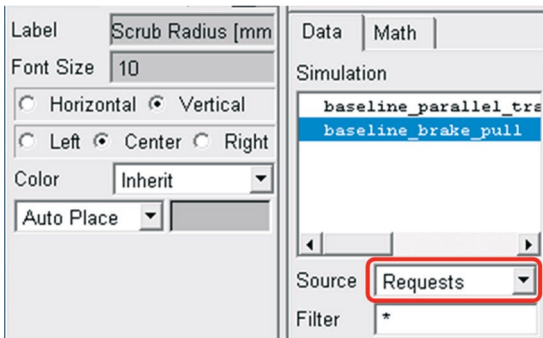 Label Scrub Radius [mm
Font Size 10
Horizontal Vertical
Left Center Right
Color Inherit
Auto Place
Data Math
Simulation
baseline_parallel_tra
baseline_brake_pull
Source Requests
Filter *